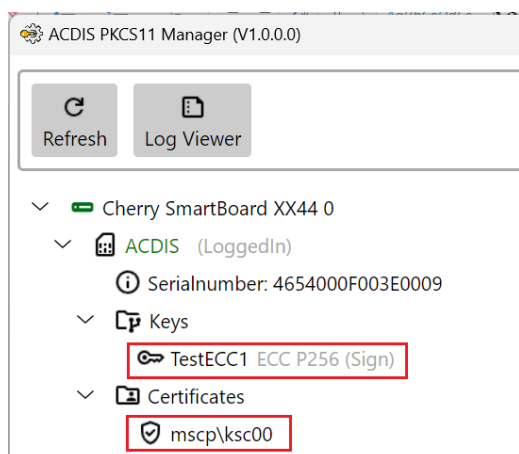 ACDIS PKCS11 Manager (V1.0.0.0)
Refresh
Log Viewer
Cherry SmartBoard XX44 0
ACDIS (LoggedIn)
Serialnumber: 4654000F003E0009
Keys
TestECC1 ECC P256 (Sign)
Certificates
mscp\ksc00